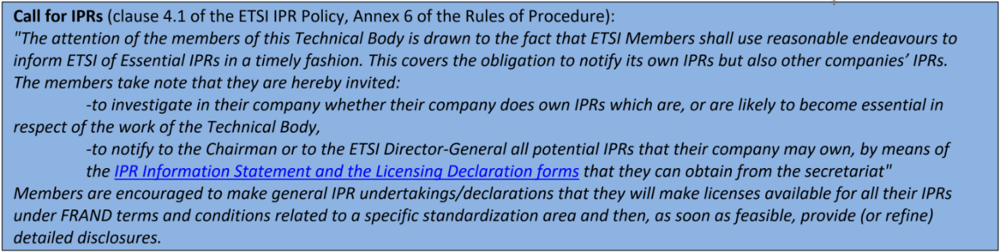 Call for IPRs (clause 4.1 of the ETSI IPR Policy, Annex 6 of the Rules of Procedure):
"The attention of the members of this Technical Body is drawn to the fact that ETSI Members shall use reasonable endeavours to
inform ETSI of Essential IPRs in a timely fashion. This covers the obligation to notify its own IPRs but also other companies’ IPRs.
The members take note that they are hereby invited:
-to investigate in their company whether their company does own IPRs which are, or are likely to become essential in
respect of the work of the Technical Body,
-to notify to the Chairman or to the ETSI Director-General all potential IPRs that their company may own, by means of
the IPR Information Statement and the Licensing Declaration forms that they can obtain from the secretariat"
Members are encouraged to make general IPR undertakings/declarations that they will make licenses available for all their IPRs
under FRAND terms and conditions related to a specific standardization area and then, as soon as feasible, provide (or refine)
detailed disclosures.